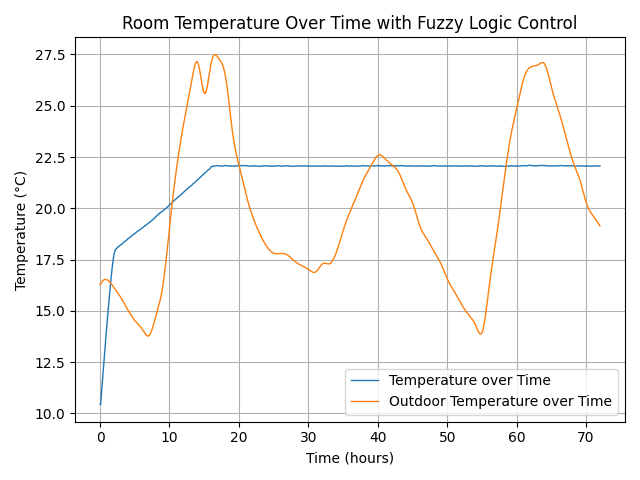 Room Temperature Over Time with Fuzzy Logic Control
Temperature (°C)
27.5
25.0
22.5
20.0
17.5
15.0
12.5
10.0
Temperature over Time
Outdoor Temperature over Time
0 10 20 30 40 50 60 70
Time (hours)